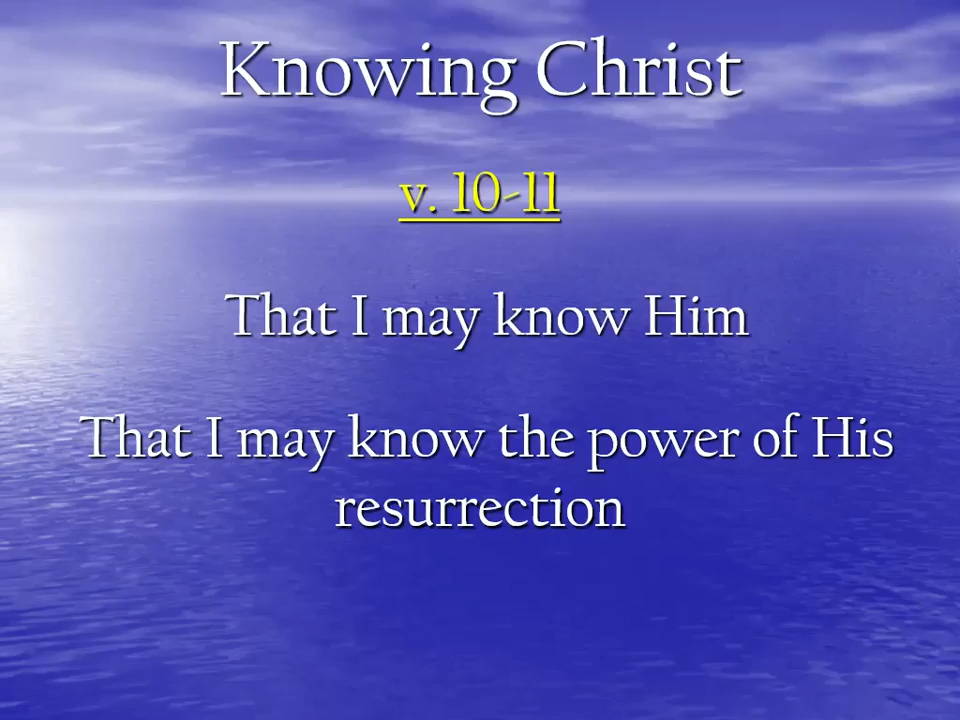 Knowing Christ
v. 10-11
That I may know Him
That I may know the power of His
resurrection